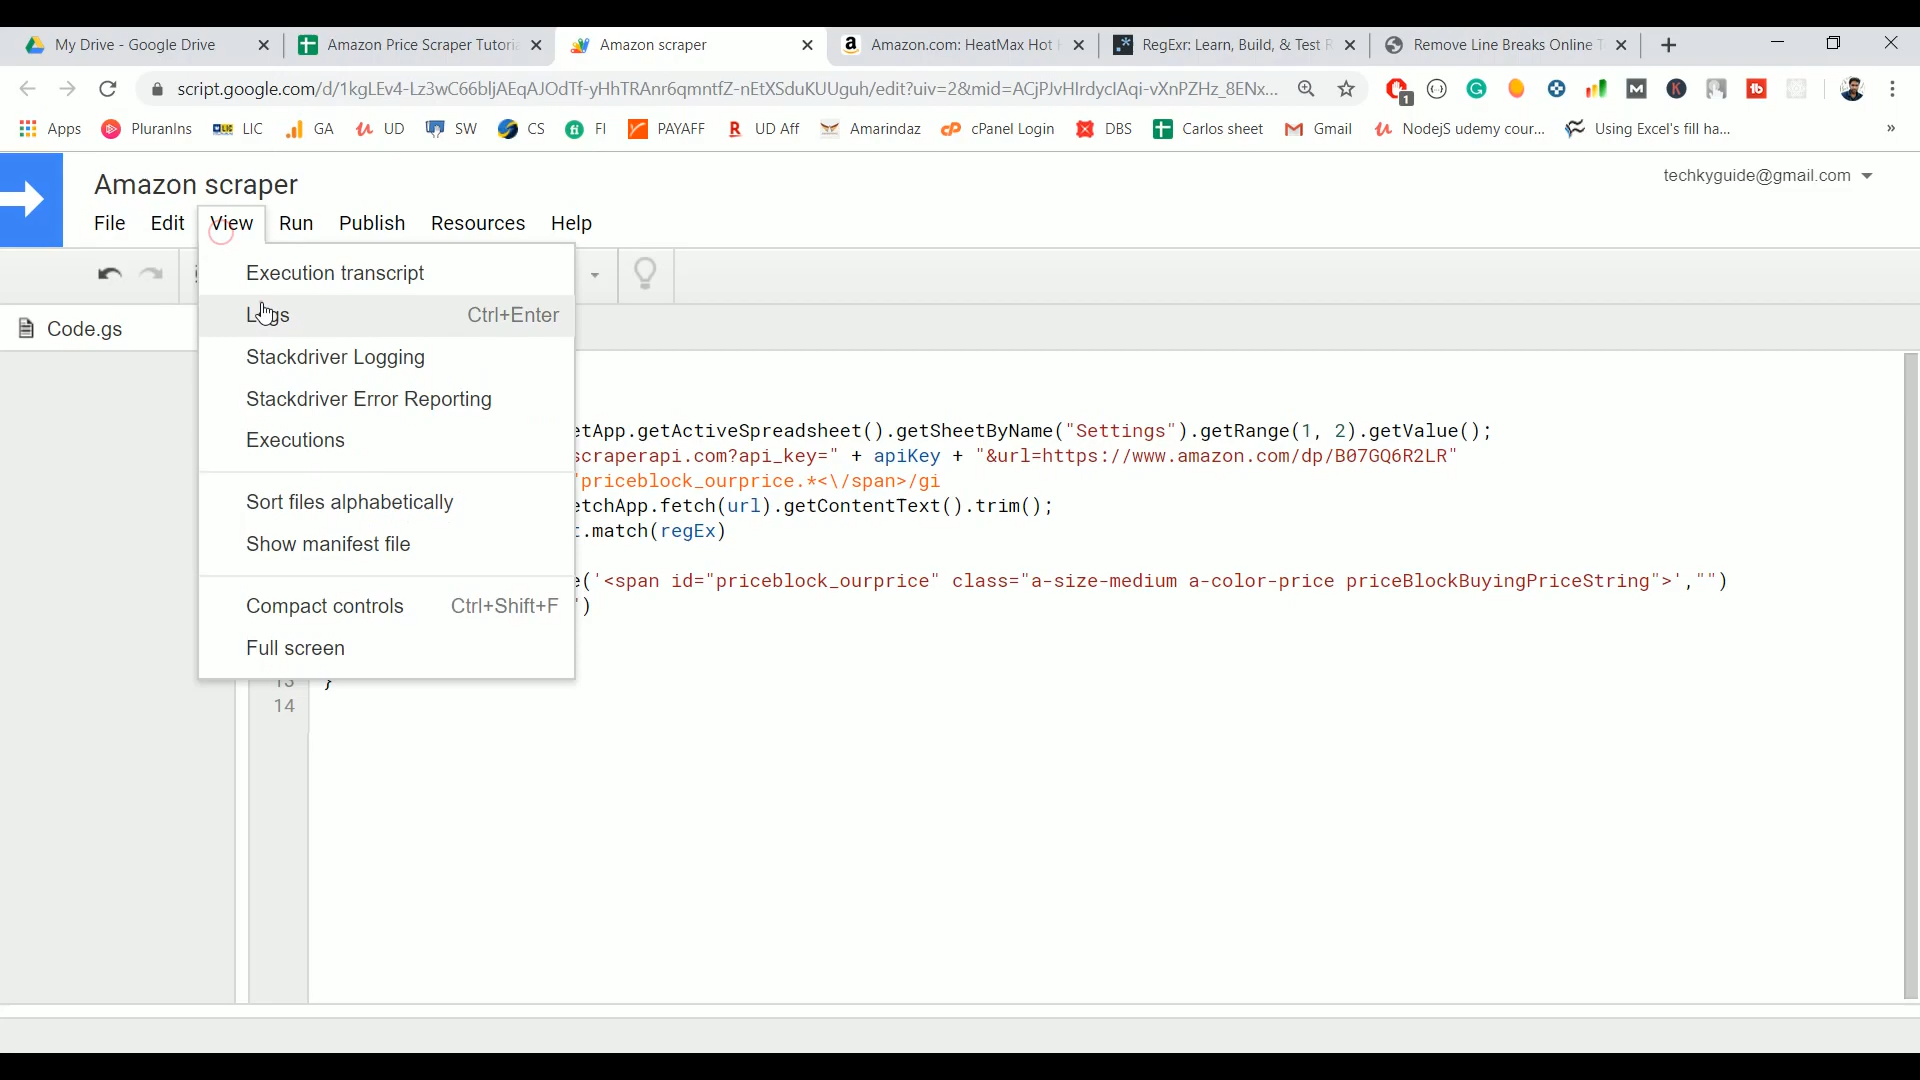 My Drive - Google Drive
Amazon Price Scraper Tutori
Amazon scraper
Amazon.com: HeatMax Hot
RegExr: Learn, Build, & Test R
Remove Line Breaks Online T
script.google.com/d/1kgLEv4-Lz3wC66bljAEqAJOdTf-yHhTRAnr6qmntfZ-nEtXSduKUUguh/edit?uiv=2&mid=ACjPJvHIrdyclAqi-vXnPZHz_8ENx...
Apps
Pluranlns
LIC
GA
UD
SW
CS
FI
PAYAFF
UD Aff
Amarindaz
cPanel Login
DBS
Carlos sheet
Gmail
NodejS udemy cour...
Using Excel's fill ha...
»
Amazon scraper
techkyguide@gmail.com
File Edit View Run Publish Resources Help
Execution transcript
Logs Ctrl+Enter
Code.gs
Stackdriver Logging
Stackdriver Error Reporting
Executions
Sort files alphabetically
Show manifest file
Compact controls Ctrl+Shift+F
Full screen
etApp.getActiveSpreadsheet().getSheetByName("Settings").getRange(1, 2).getValue();
scraperapi.com?api_key=" + apiKey + "&url=https://www.amazon.com/dp/B07GQ6R2LR"
priceblock_ourprice.*<\/span>/gi
etchApp.fetch(url).getContentText().trim();
t.match(regEx)
e('<span id="priceblock_ourprice" class="a-size-medium a-color-price priceBlockBuyingPriceString">',"")
')
13 }
14